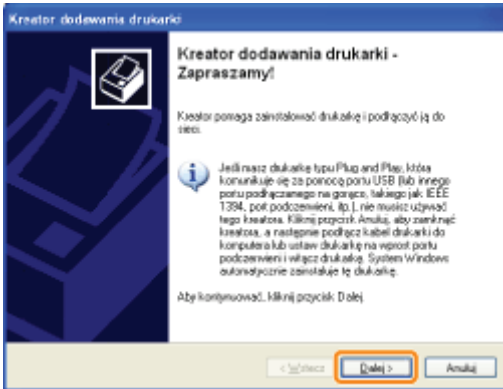 Kreator dodawania drukarki
Kreator dodawania drukarki -
Zapraszamy!
Kreator pomaga zainstalować drukarkę i podłączyć ją do
sieci.
Jeśli masz drukarkę typu Plug and Play, która
komunikuje się za pomocą portu USB (lub innego
portu podłączanego na gorąco, takiego jak IEEE
1394, port podczerwieni, itp.), nie musisz używać
tego kreatora. Kliknij przycisk Anuluj, aby zamknąć
kreatora, a następnie podłącz kabel drukarki do
komputera lub ustaw drukarkę na wprost portu
podczerwieni i włącz drukarkę. System Windows
automatycznie zainstaluje tę drukarkę.
Aby kontynuować, kliknij przycisk Dalej.
< Wstecz
Dalej >
Anuluj